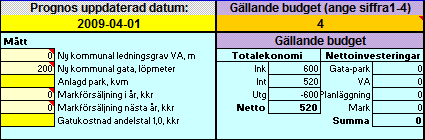 Prognos uppdaterad datum:
Gällande budget (ange siffra1-4)
2009-04-01
4
Mått
Gällande budget
0 Ny kommunal ledningsgrav VA, m
200 Ny kommunal gata, löpmeter
Anlagd park, kvm
0 Markförsäljning i år, kkr
0 Markförsäljning nästa år, kkr
Gatukostnad andelstal 1,0, kkr
Totalekonomi
Nettoinvesteringar
Ink 600
Gata-park 0
Int 520
VA 0
Utg -600
Planläggning 0
Netto 520
Mark 0
Summa 0